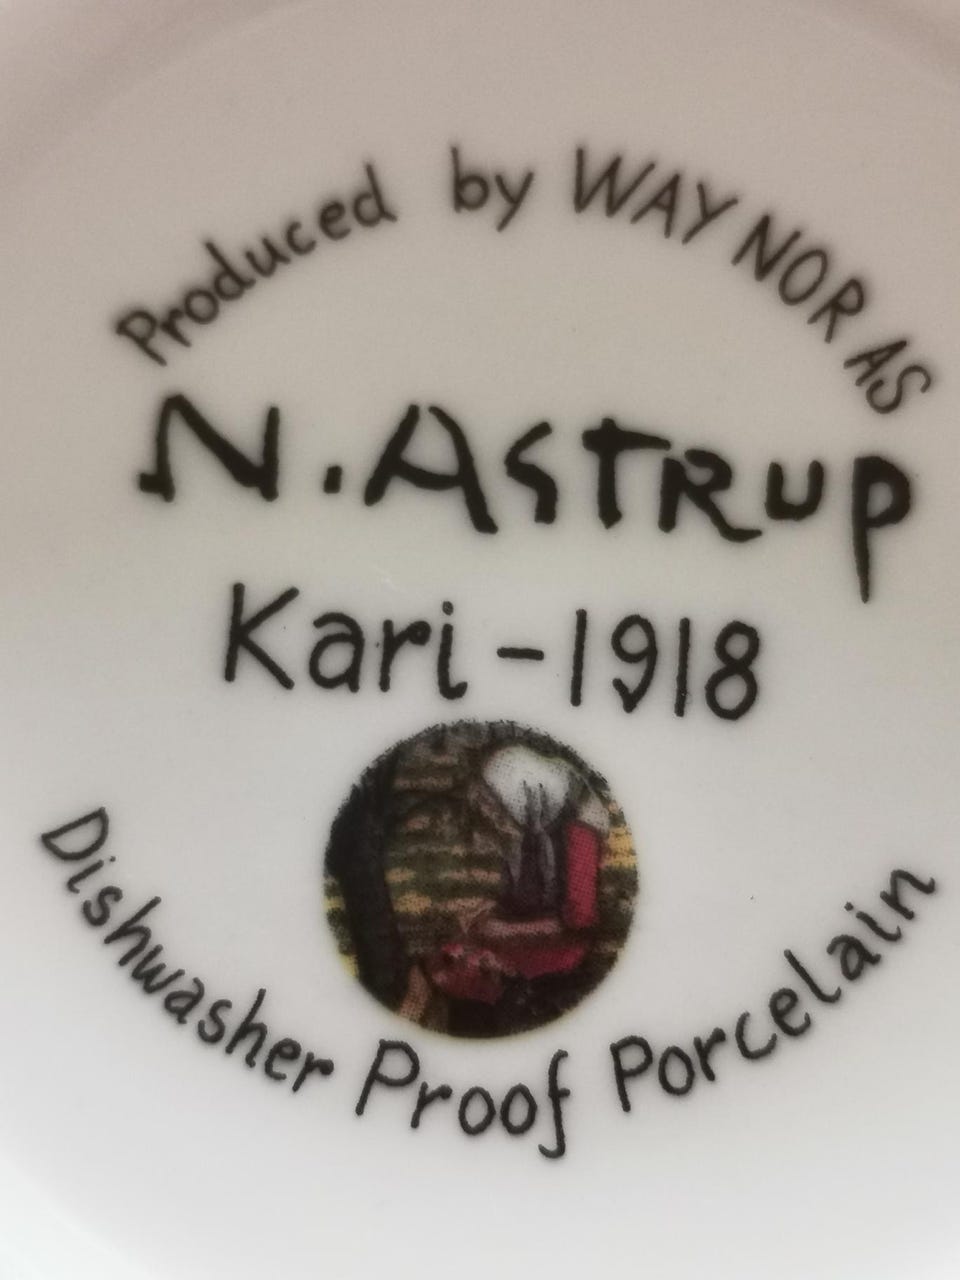 Produced by WAY NOR AS
N. ASTRUP
Kari - 1918
Dishwasher Proof Porcelain